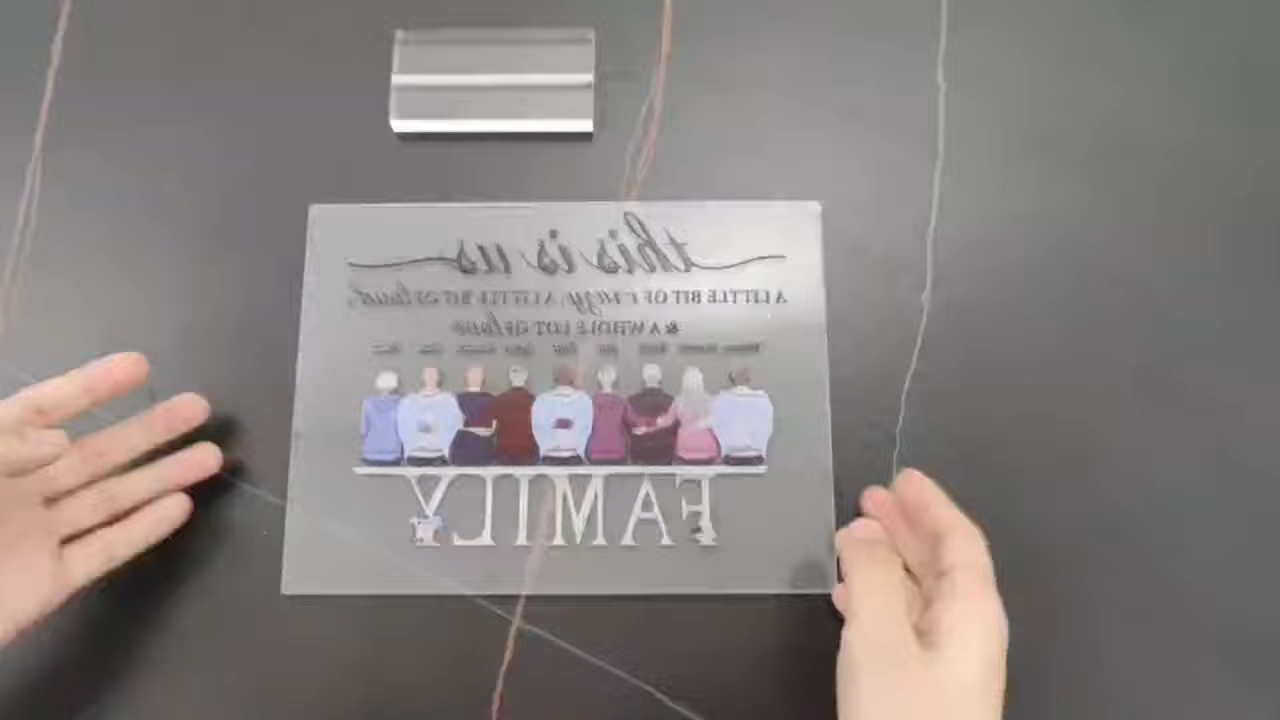 this is us
A LITTLE BIT OF crazy, A LITTLE BIT OF loud,
& A WHOLE LOT OF love
FAMILY